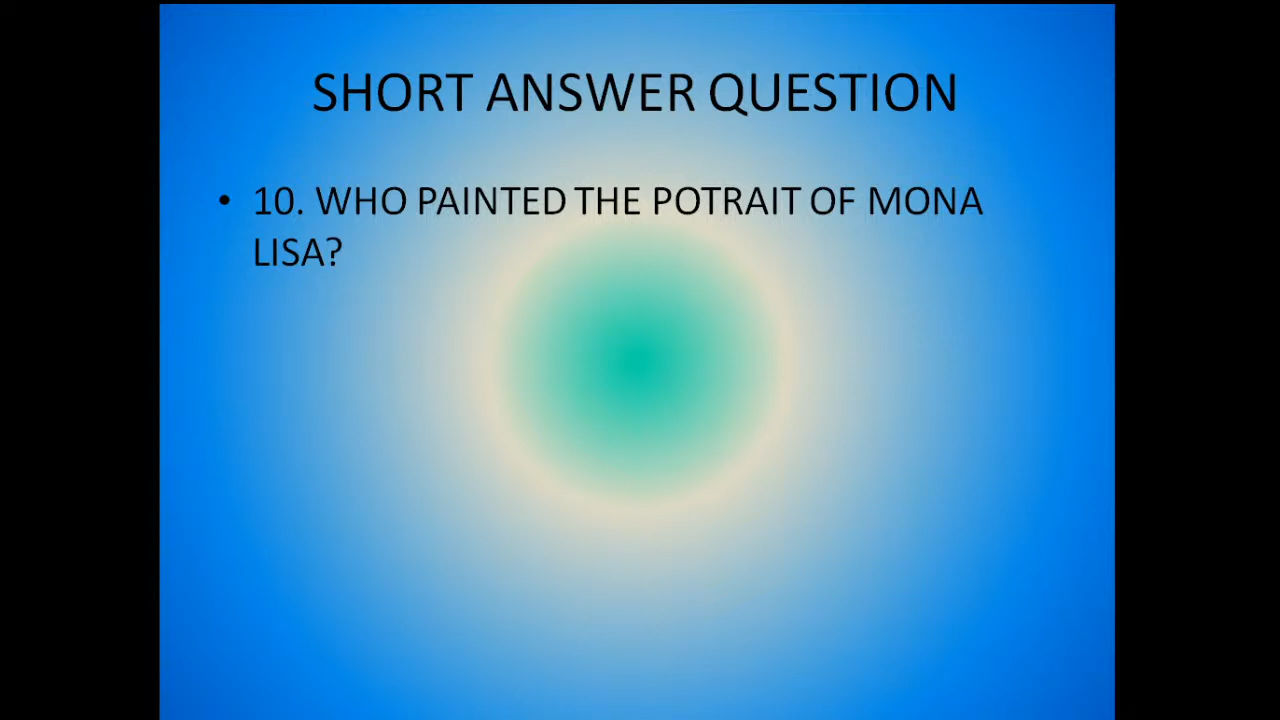 SHORT ANSWER QUESTION
• 10. WHO PAINTED THE POTRAIT OF MONA
LISA?